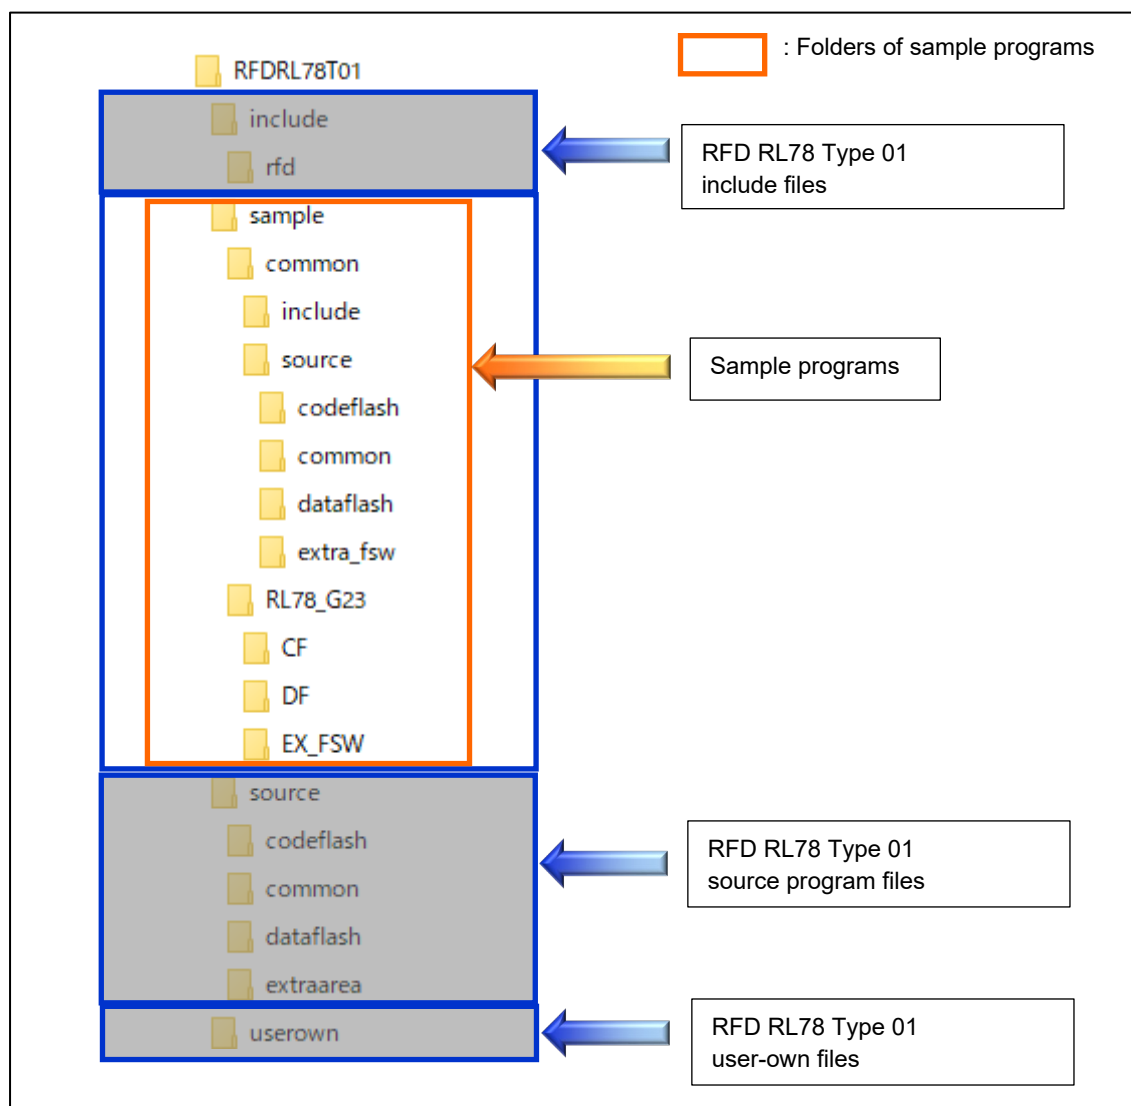 : Folders of sample programs
RFDRL78T01
include
rfd
RFD RL78 Type 01
include files
sample
common
include
source
Sample programs
codeflash
common
dataflash
extra_fsw
RL78_G23
CF
DF
EX_FSW
source
codeflash
common
dataflash
extraarea
RFD RL78 Type 01
source program files
userown
RFD RL78 Type 01
user-own files